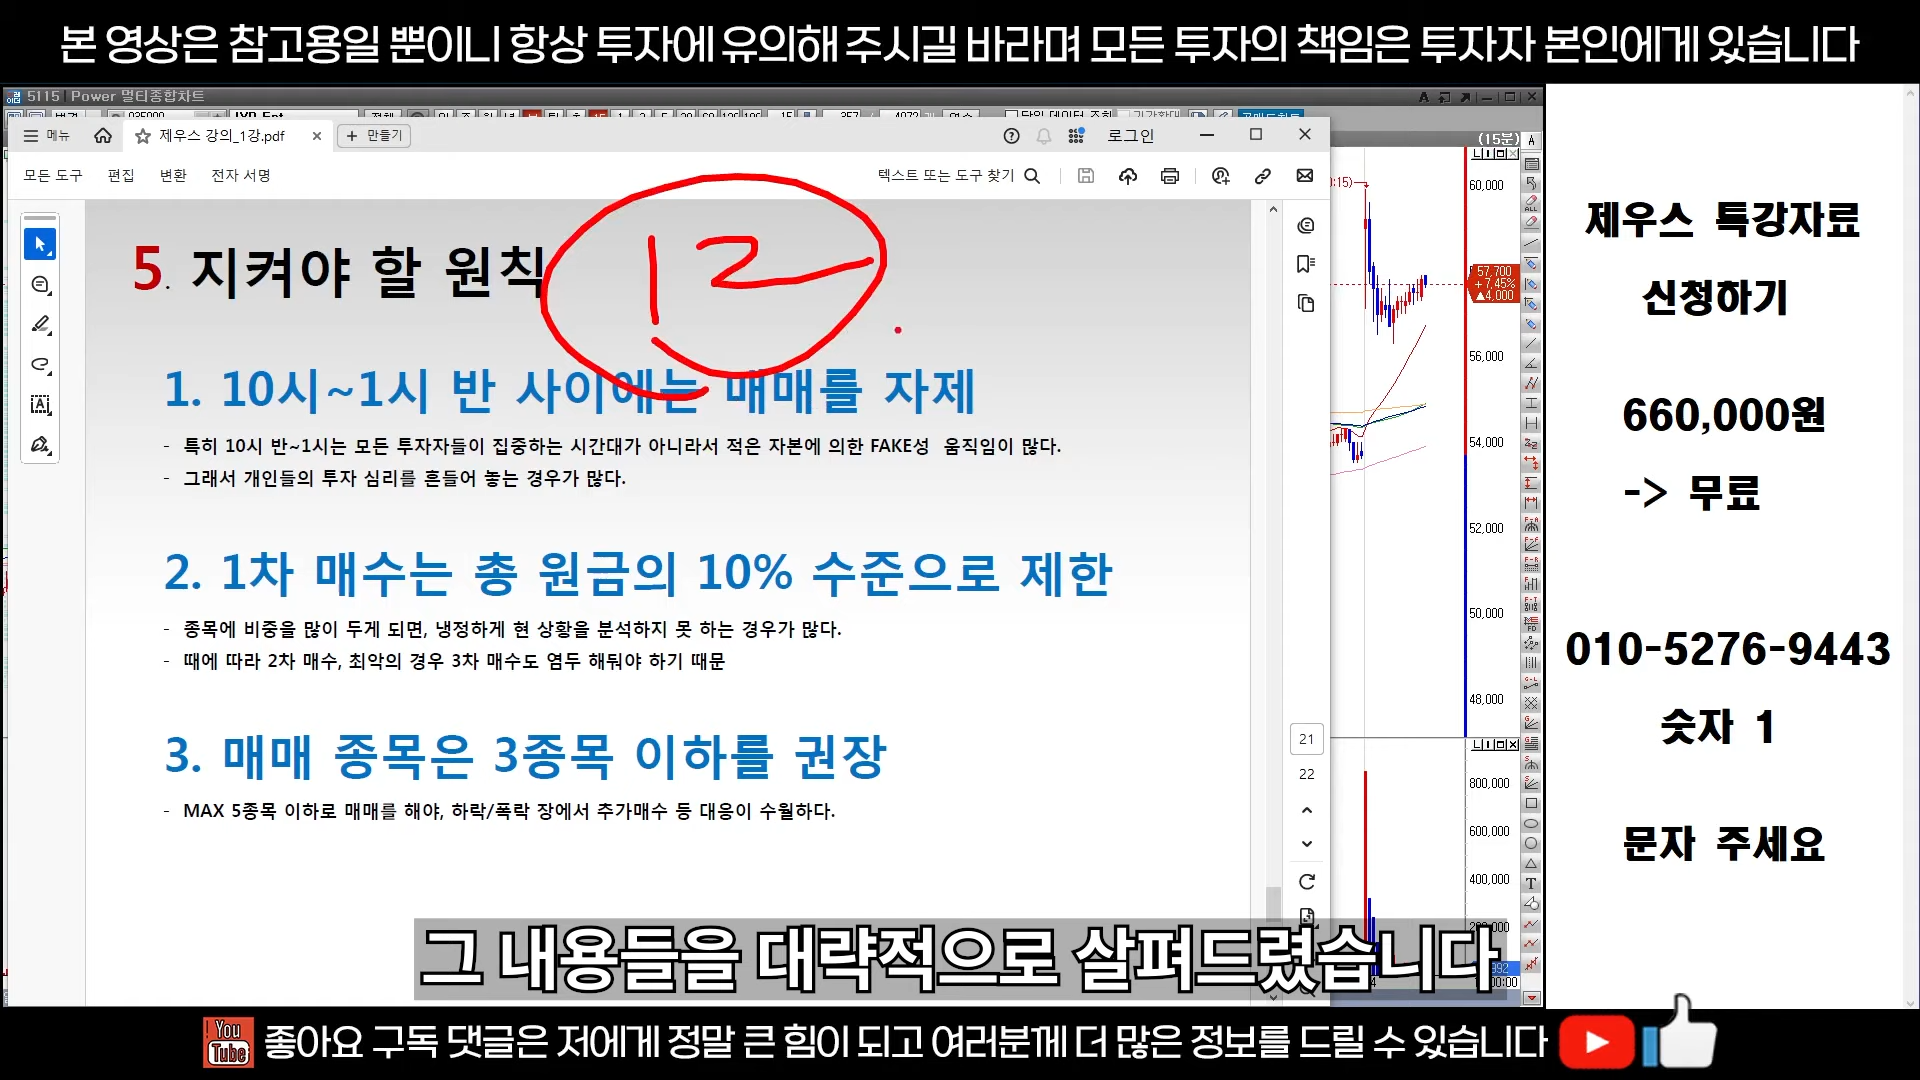 본 영상은 참고용일 뿐이니 항상 투자에 유의해 주시길 바라며 모든 투자의 책임은 투자자 본인에게 있습니다
5115 Power 멀티종합차트
메뉴
제우스 강의_1강.pdf
만들기
로그인
모든 도구
편집
변환
전자 서명
텍스트 또는 도구 찾기
5. 지켜야 할 원칙
12
1. 10시~1시 반 사이에는 매매를 자제
- 특히 10시 반~1시는 모든 투자자들이 집중하는 시간대가 아니라서 적은 자본에 의한 FAKE성 움직임이 많다.
- 그래서 개인들의 투자 심리를 흔들어 놓는 경우가 많다.
2. 1차 매수는 총 원금의 10% 수준으로 제한
- 종목에 비중을 많이 두게 되면, 냉정하게 현 상황을 분석하지 못 하는 경우가 많다.
- 때에 따라 2차 매수, 최악의 경우 3차 매수도 염두 해둬야 하기 때문
3. 매매 종목은 3종목 이하를 권장
- MAX 5종목 이하로 매매를 해야, 하락/폭락 장에서 추가매수 등 대응이 수월하다.
21
22
(15분)
60,000
57,700
+7.45%
▲4,000
56,000
54,000
52,000
50,000
48,000
800,000
600,000
400,000
제우스 특강자료
신청하기
660,000원
-> 무료
010-5276-9443
숫자 1
문자 주세요
그 내용들을 대략적으로 살펴드렸습니다
You Tube
좋아요 구독 댓글은 저에게 정말 큰 힘이 되고 여러분께 더 많은 정보를 드릴 수 있습니다